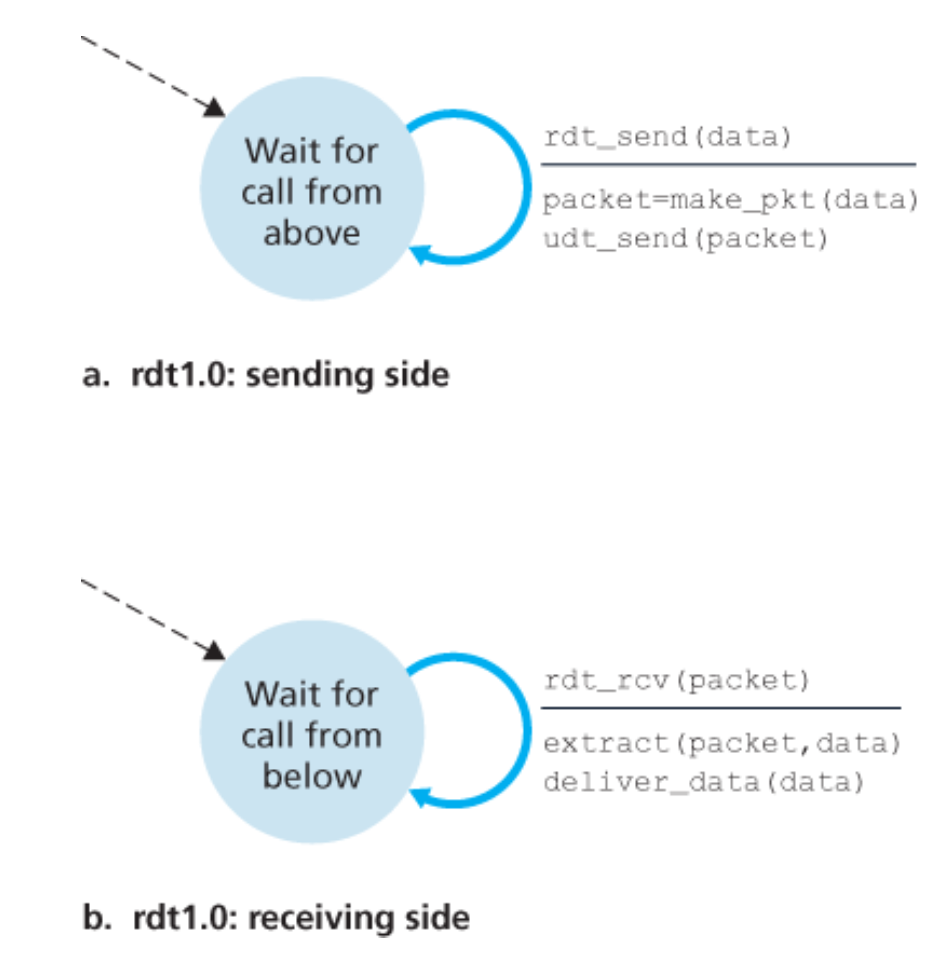 Wait for
call from
above
rdt_send(data)
packet=make_pkt(data)
udt_send(packet)
a. rdt1.0: sending side
Wait for
call from
below
rdt_rcv(packet)
extract(packet,data)
deliver_data(data)
b. rdt1.0: receiving side